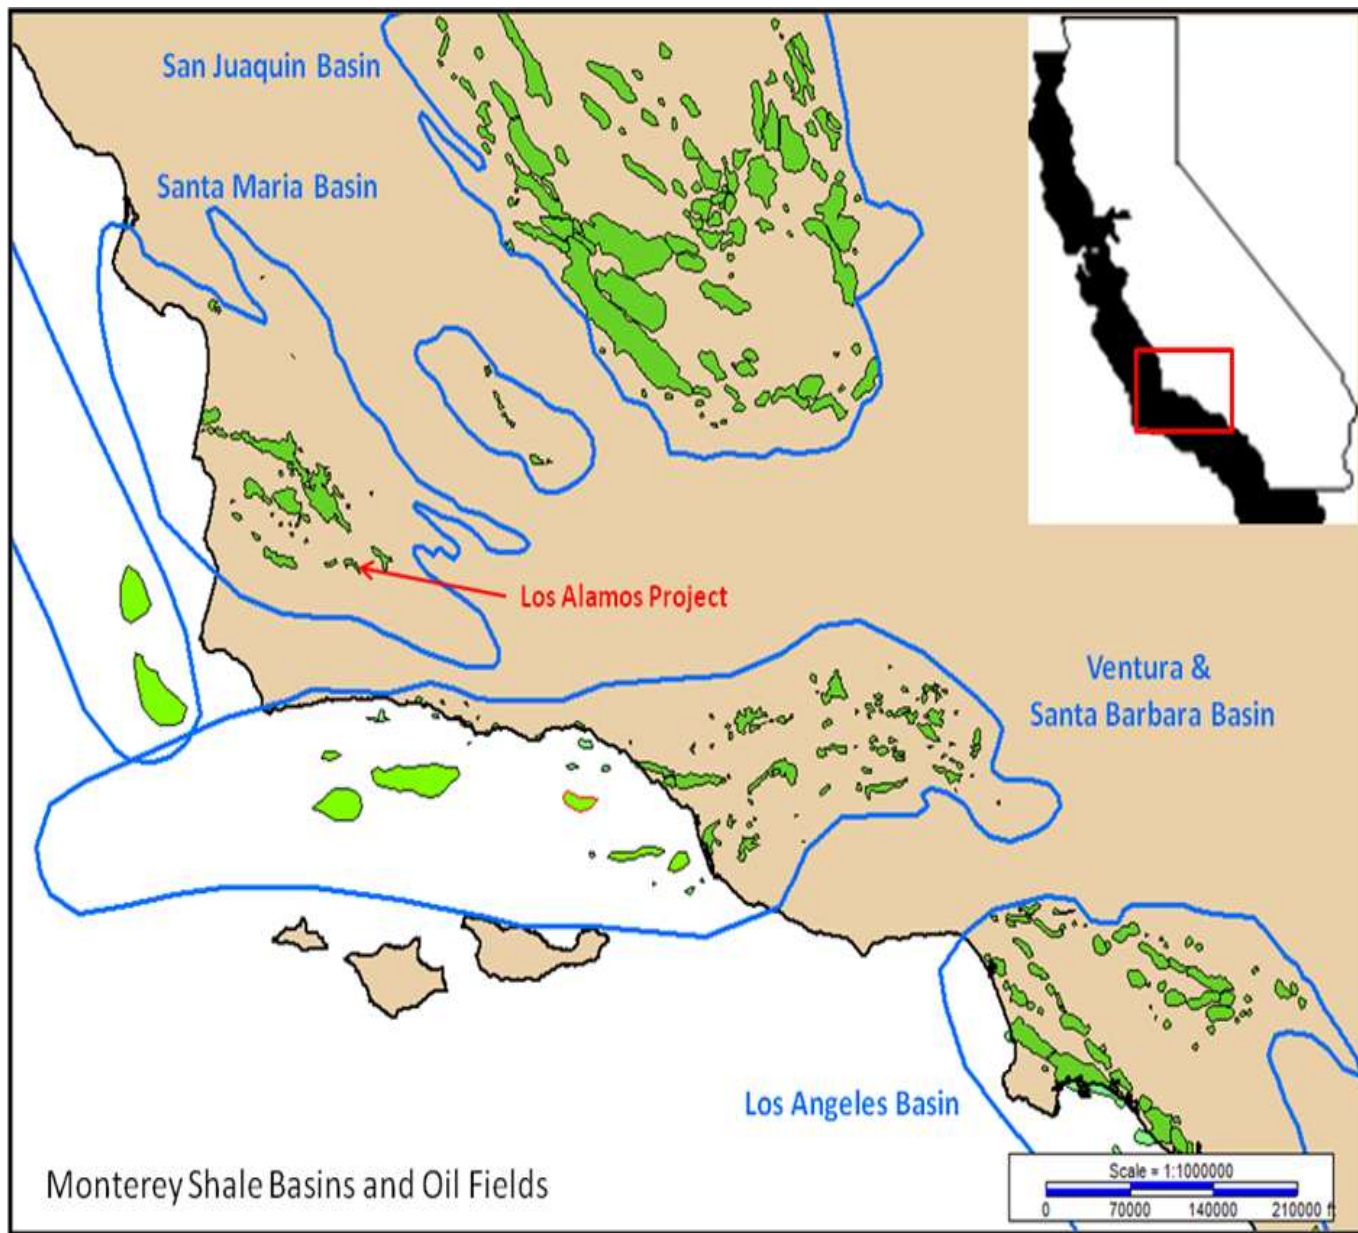 San Juaquin Basin
Santa Maria Basin
Los Alamos Project
Ventura &
Santa Barbara Basin
Los Angeles Basin
Monterey Shale Basins and Oil Fields
Scale = 1:1000000
0 70000 140000 210000 ft